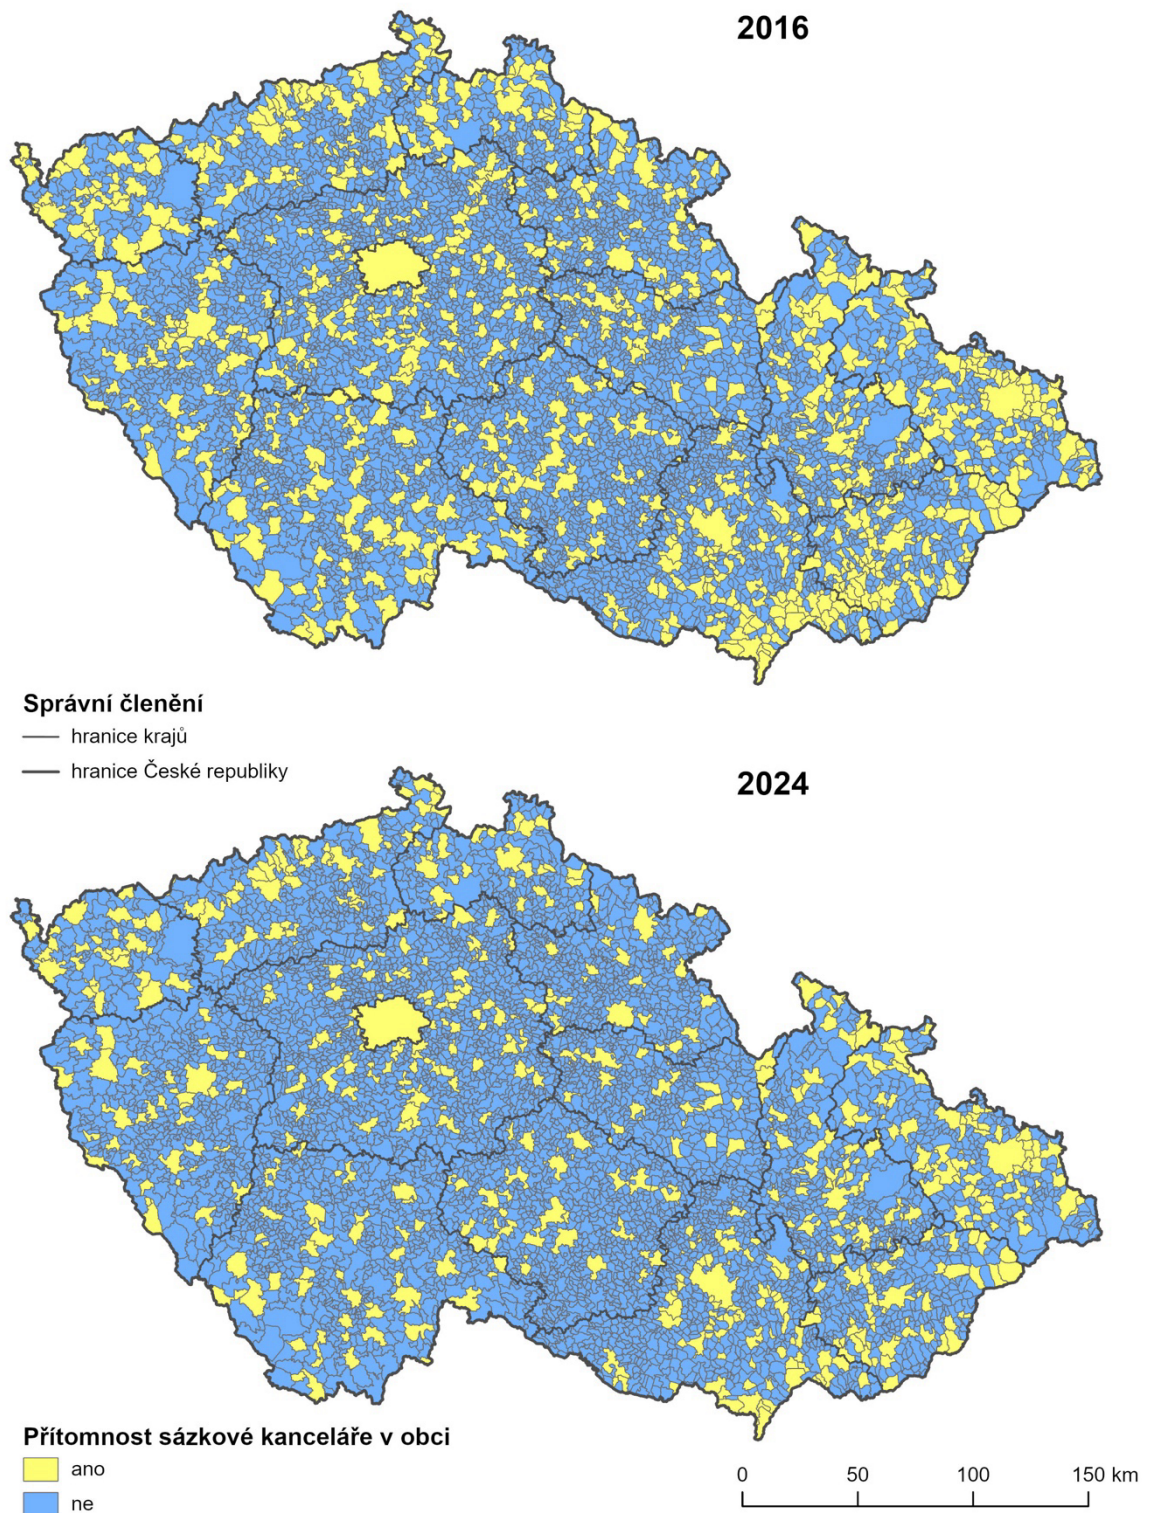 2016
Správní členění
hranice krajů
hranice České republiky
2024
Přítomnost sázkové kanceláře v obci
ano
ne
0 50 100 150 km